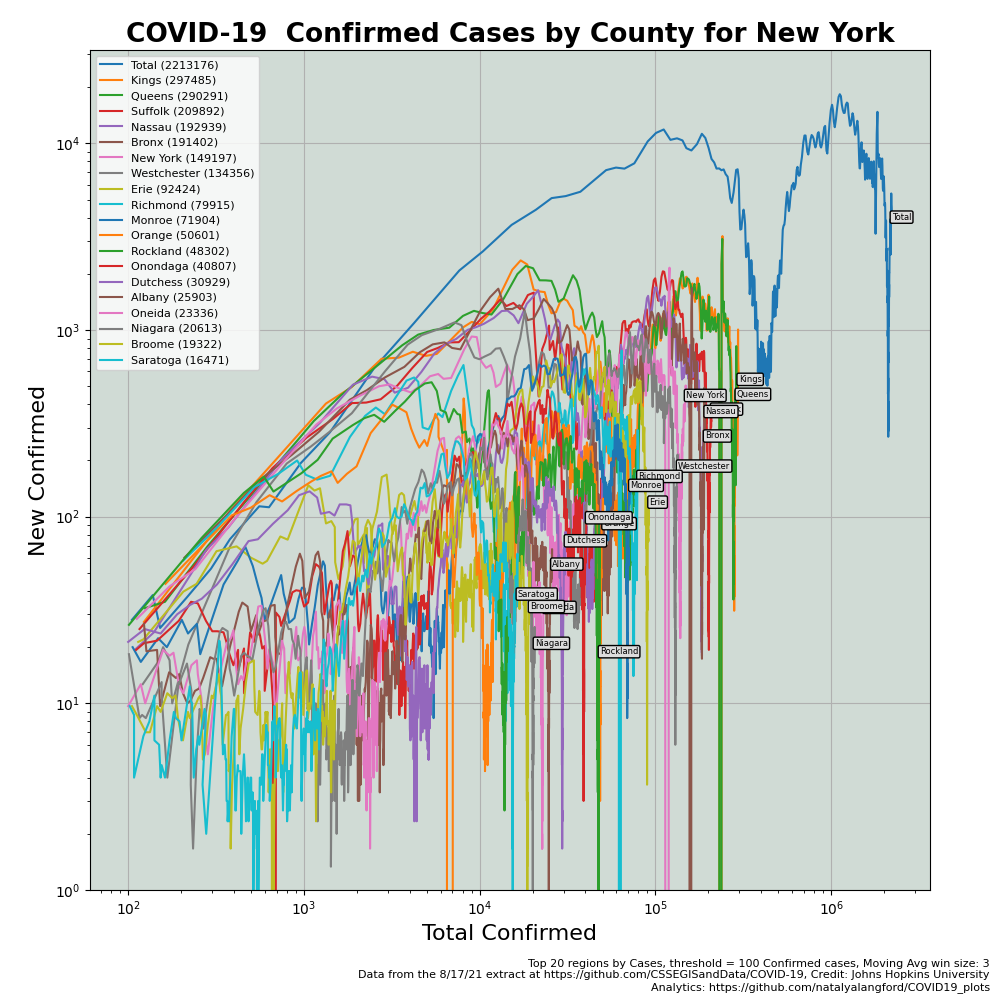 COVID-19  Confirmed Cases by County for New York
Total (2213176)
Kings (297485)
Queens (290291)
Suffolk (209892)
Nassau (192939)
Bronx (191402)
New York (149197)
Westchester (134356)
Erie (92424)
Richmond (79915)
Monroe (71904)
Orange (50601)
Rockland (48302)
Onondaga (40807)
Dutchess (30929)
Albany (25903)
Oneida (23336)
Niagara (20613)
Broome (19322)
Saratoga (16471)
10^4
10^3
10^2
10^1
10^0
New Confirmed
Total
Kings
Queens
New York
Nassau
Bronx
Westchester
Richmond
Monroe
Erie
Onondaga
Dutchess
Albany
Saratoga
Broome
Niagara
Rockland
10^2
10^3
10^4
10^5
10^6
Total Confirmed
Top 20 regions by Cases, threshold = 100 Confirmed cases, Moving Avg win size: 3
Data from the 8/17/21 extract at https://github.com/CSSEGISandData/COVID-19, Credit: Johns Hopkins University
Analytics: https://github.com/natalyalangford/COVID19_plots